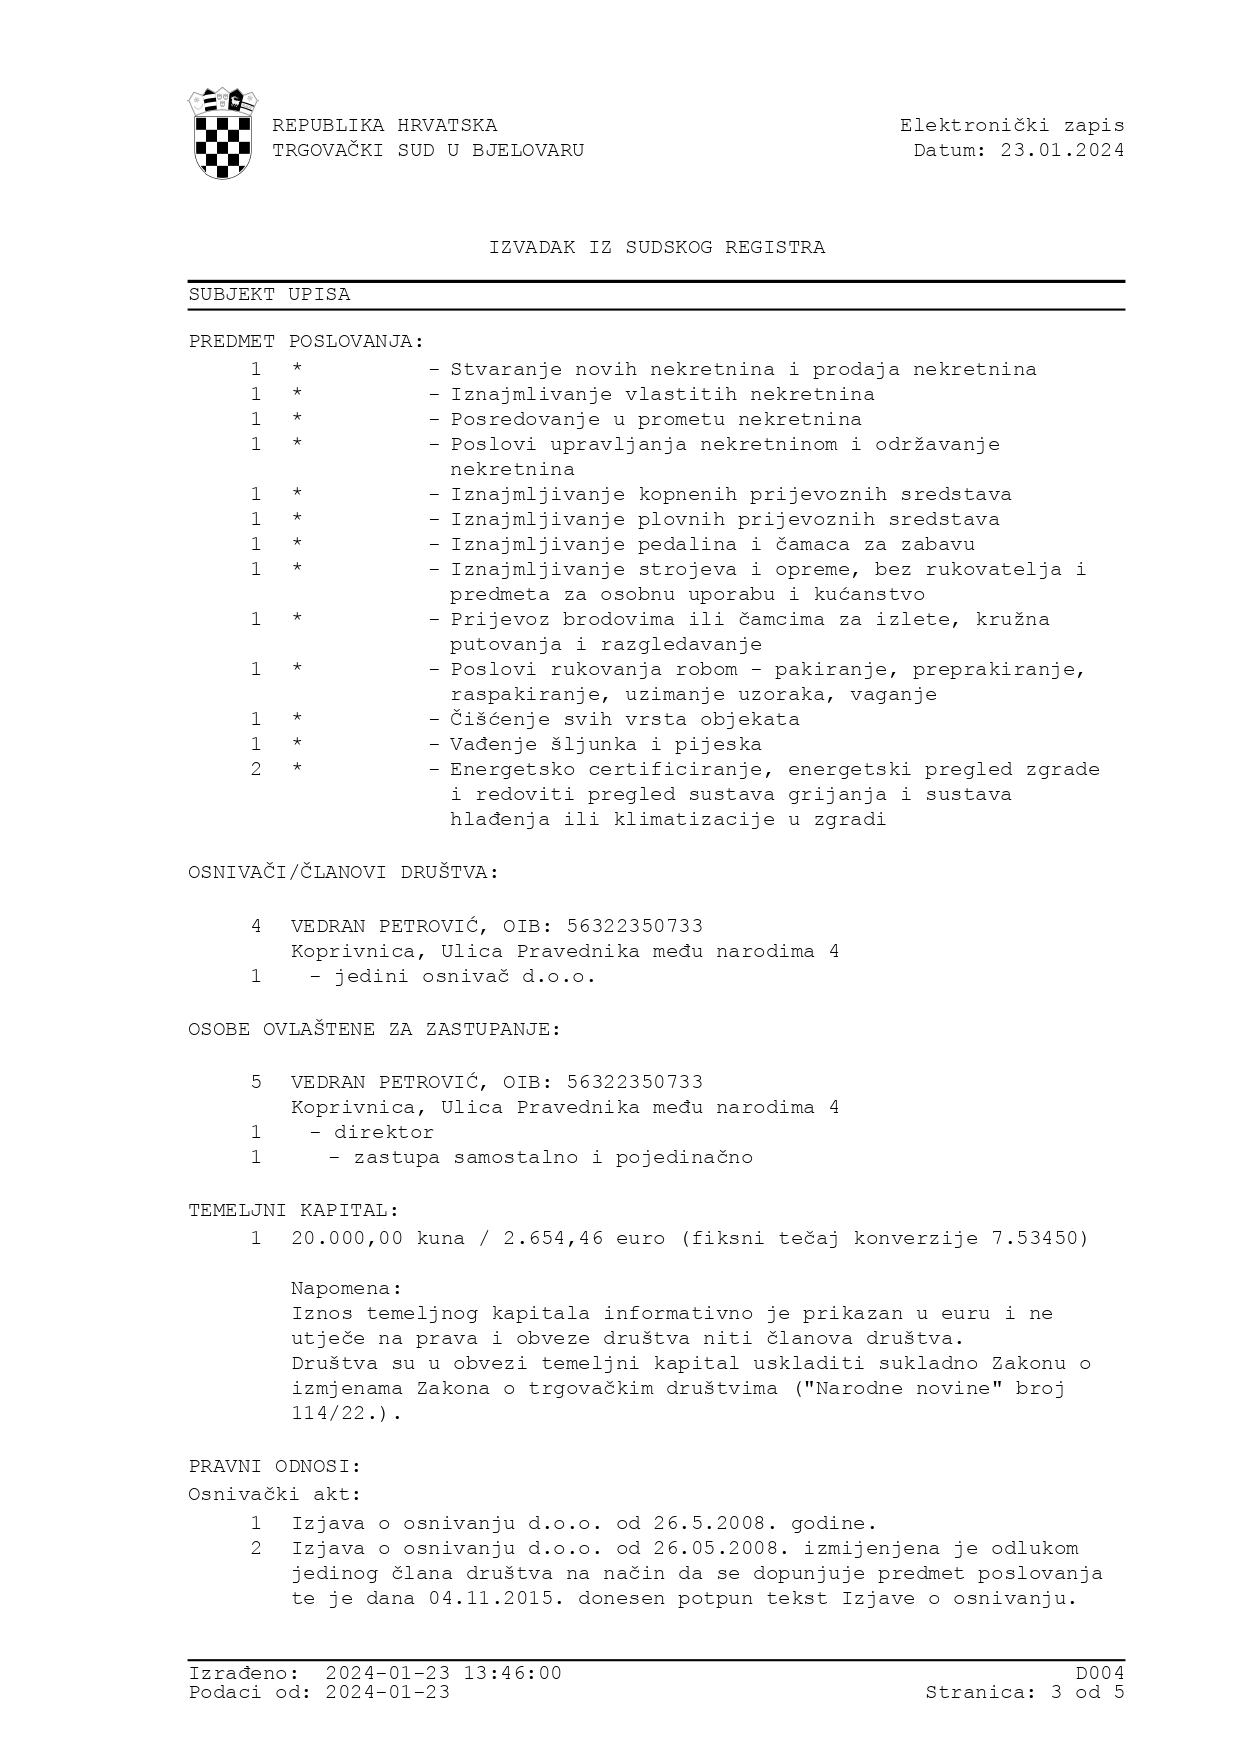 REPUBLIKA HRVATSKA
TRGOVAČKI SUD U BJELOVARU
Elektronički zapis
Datum: 23.01.2024
IZVADAK IZ SUDSKOG REGISTRA
SUBJEKT UPISA
PREDMET POSLOVANJA:
1 * - Stvaranje novih nekretnina i prodaja nekretnina
1 * - Iznajmlivanje vlastitih nekretnina
1 * - Posredovanje u prometu nekretnina
1 * - Poslovi upravljanja nekretninom i održavanje
nekretnina
1 * - Iznajmljivanje kopnenih prijevoznih sredstava
1 * - Iznajmljivanje plovnih prijevoznih sredstava
1 * - Iznajmljivanje pedalina i čamaca za zabavu
1 * - Iznajmljivanje strojeva i opreme, bez rukovatelja i
predmeta za osobnu uporabu i kućanstvo
1 * - Prijevoz brodovima ili čamcima za izlete, kružna
putovanja i razgledavanje
1 * - Poslovi rukovanja robom - pakiranje, preprakiranje,
raspakiranje, uzimanje uzoraka, vaganje
1 * - Čišćenje svih vrsta objekata
1 * - Vađenje šljunka i pijeska
2 * - Energetsko certificiranje, energetski pregled zgrade
i redoviti pregled sustava grijanja i sustava
hlađenja ili klimatizacije u zgradi
OSNIVAČI/ČLANOVI DRUŠTVA:
4 VEDRAN PETROVIĆ, OIB: 56322350733
Koprivnica, Ulica Pravednika među narodima 4
1 - jedini osnivač d.o.o.
OSOBE OVLAŠTENE ZA ZASTUPANJE:
5 VEDRAN PETROVIĆ, OIB: 56322350733
Koprivnica, Ulica Pravednika među narodima 4
1 - direktor
1 - zastupa samostalno i pojedinačno
TEMELJNI KAPITAL:
1 20.000,00 kuna / 2.654,46 euro (fiksni tečaj konverzije 7.53450)
Napomena:
Iznos temeljnog kapitala informativno je prikazan u euru i ne
utječe na prava i obveze društva niti članova društva.
Društva su u obvezi temeljni kapital uskladiti sukladno Zakonu o
izmjenama Zakona o trgovačkim društvima ("Narodne novine" broj
114/22.).
PRAVNI ODNOSI:
Osnivački akt:
1 Izjava o osnivanju d.o.o. od 26.5.2008. godine.
2 Izjava o osnivanju d.o.o. od 26.05.2008. izmijenjena je odlukom
jedinog člana društva na način da se dopunjuje predmet poslovanja
te je dana 04.11.2015. donesen potpun tekst Izjave o osnivanju.
Izrađeno: 2024-01-23 13:46:00
D004
Podaci od: 2024-01-23
Stranica: 3 od 5